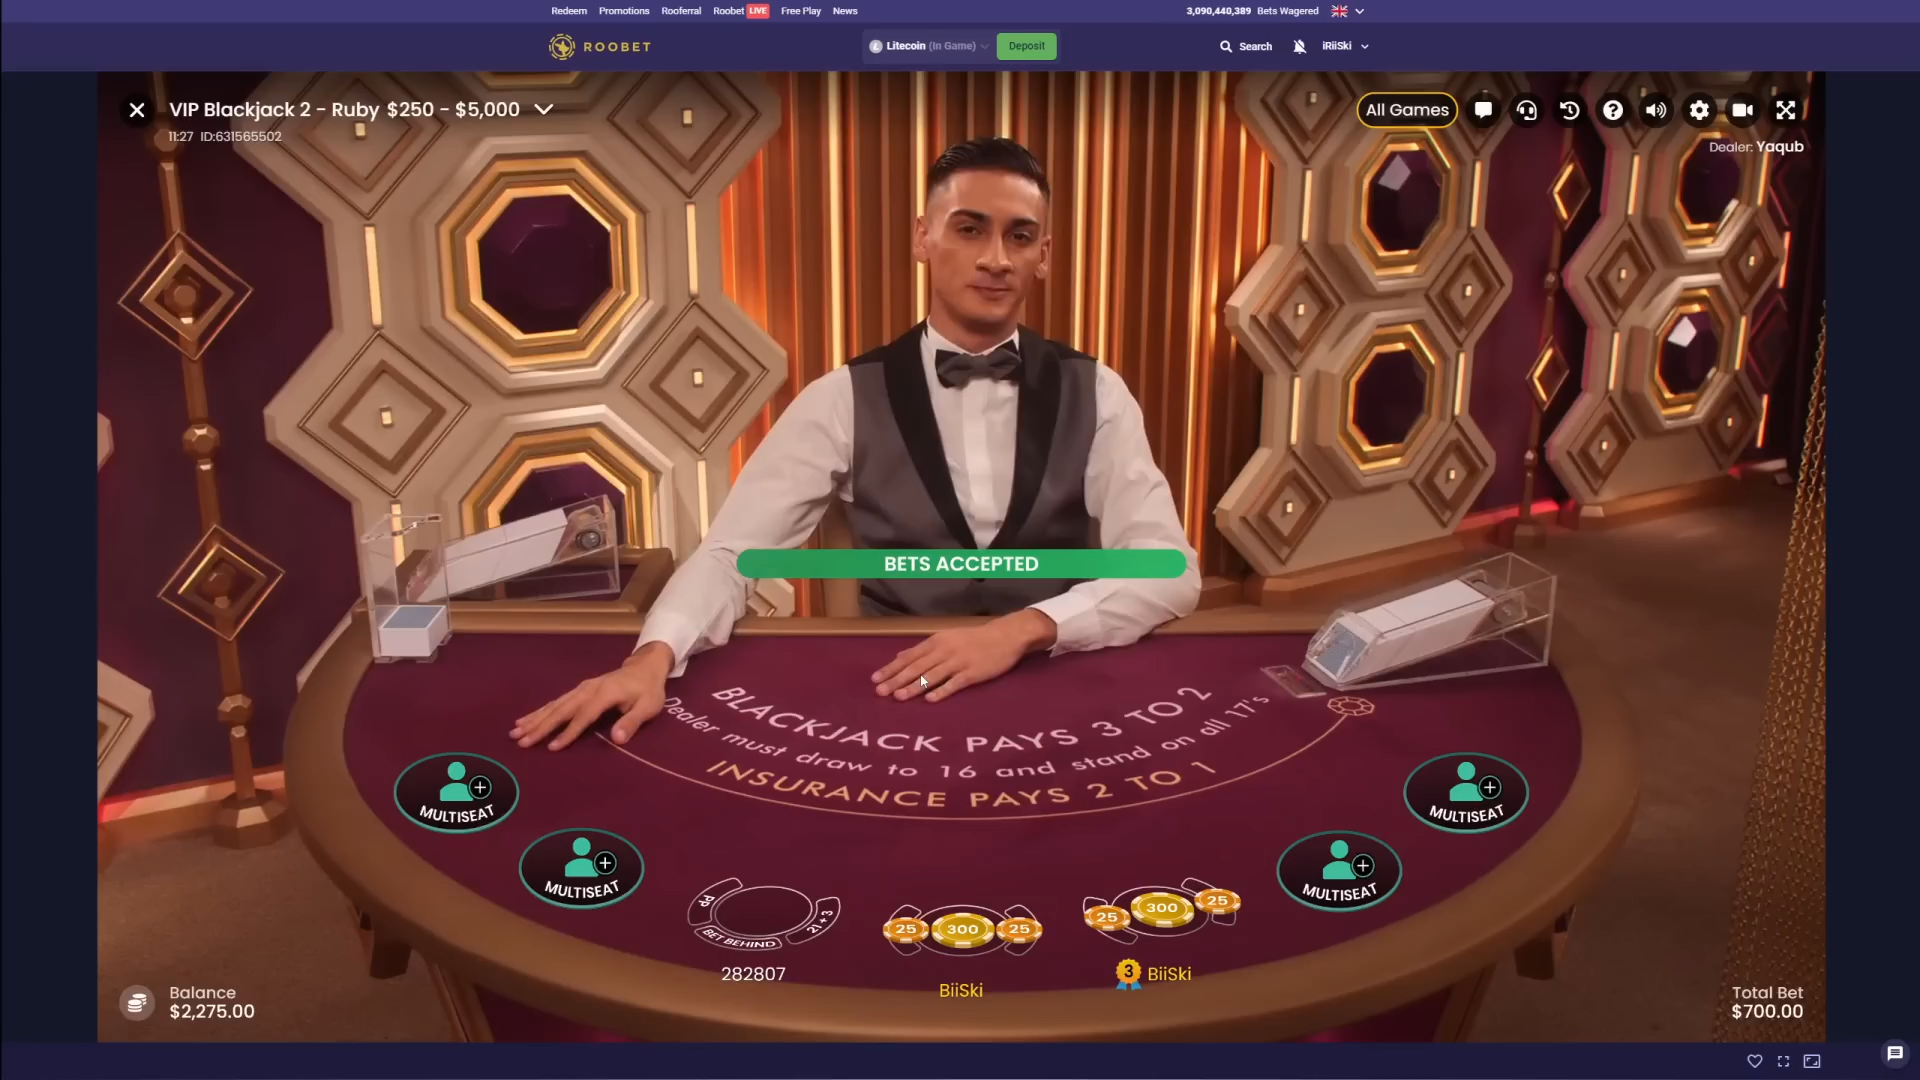 Redeem Promotions Rooferral Roobet LIVE Free Play News
3,090,440,389 Bets Wagered
ROOBET
Litecoin (In Game)
Deposit
Search
iRiiSki
VIP Blackjack 2 - Ruby $250 - $5,000
11:27 ID:631565502
All Games
Dealer: Yaqub
BETS ACCEPTED
BLACKJACK PAYS 3 TO 2
Dealer must draw to 16 and stand on all 17's
INSURANCE PAYS 2 TO 1
MULTISEAT
MULTISEAT
MULTISEAT
MULTISEAT
PP
BET BEHIND
21+3
25 300 25
25 300 25
282807
BiiSki
3 BiiSki
Balance
$2,275.00
Total Bet
$700.00